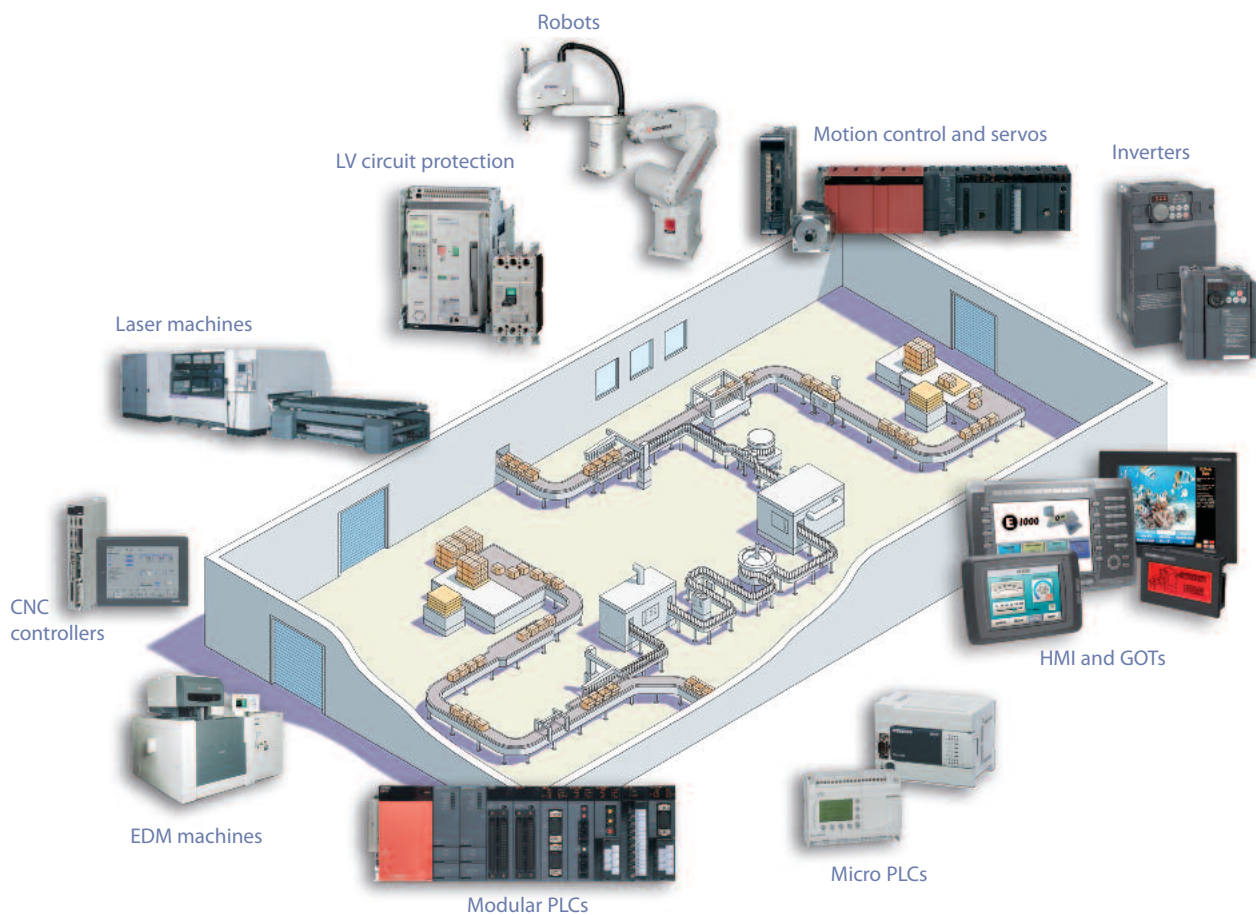 Robots
Motion control and servos
Inverters
LV circuit protection
Laser machines
E 1000
CNC
controllers
HMI and GOTs
EDM machines
Micro PLCs
Modular PLCs